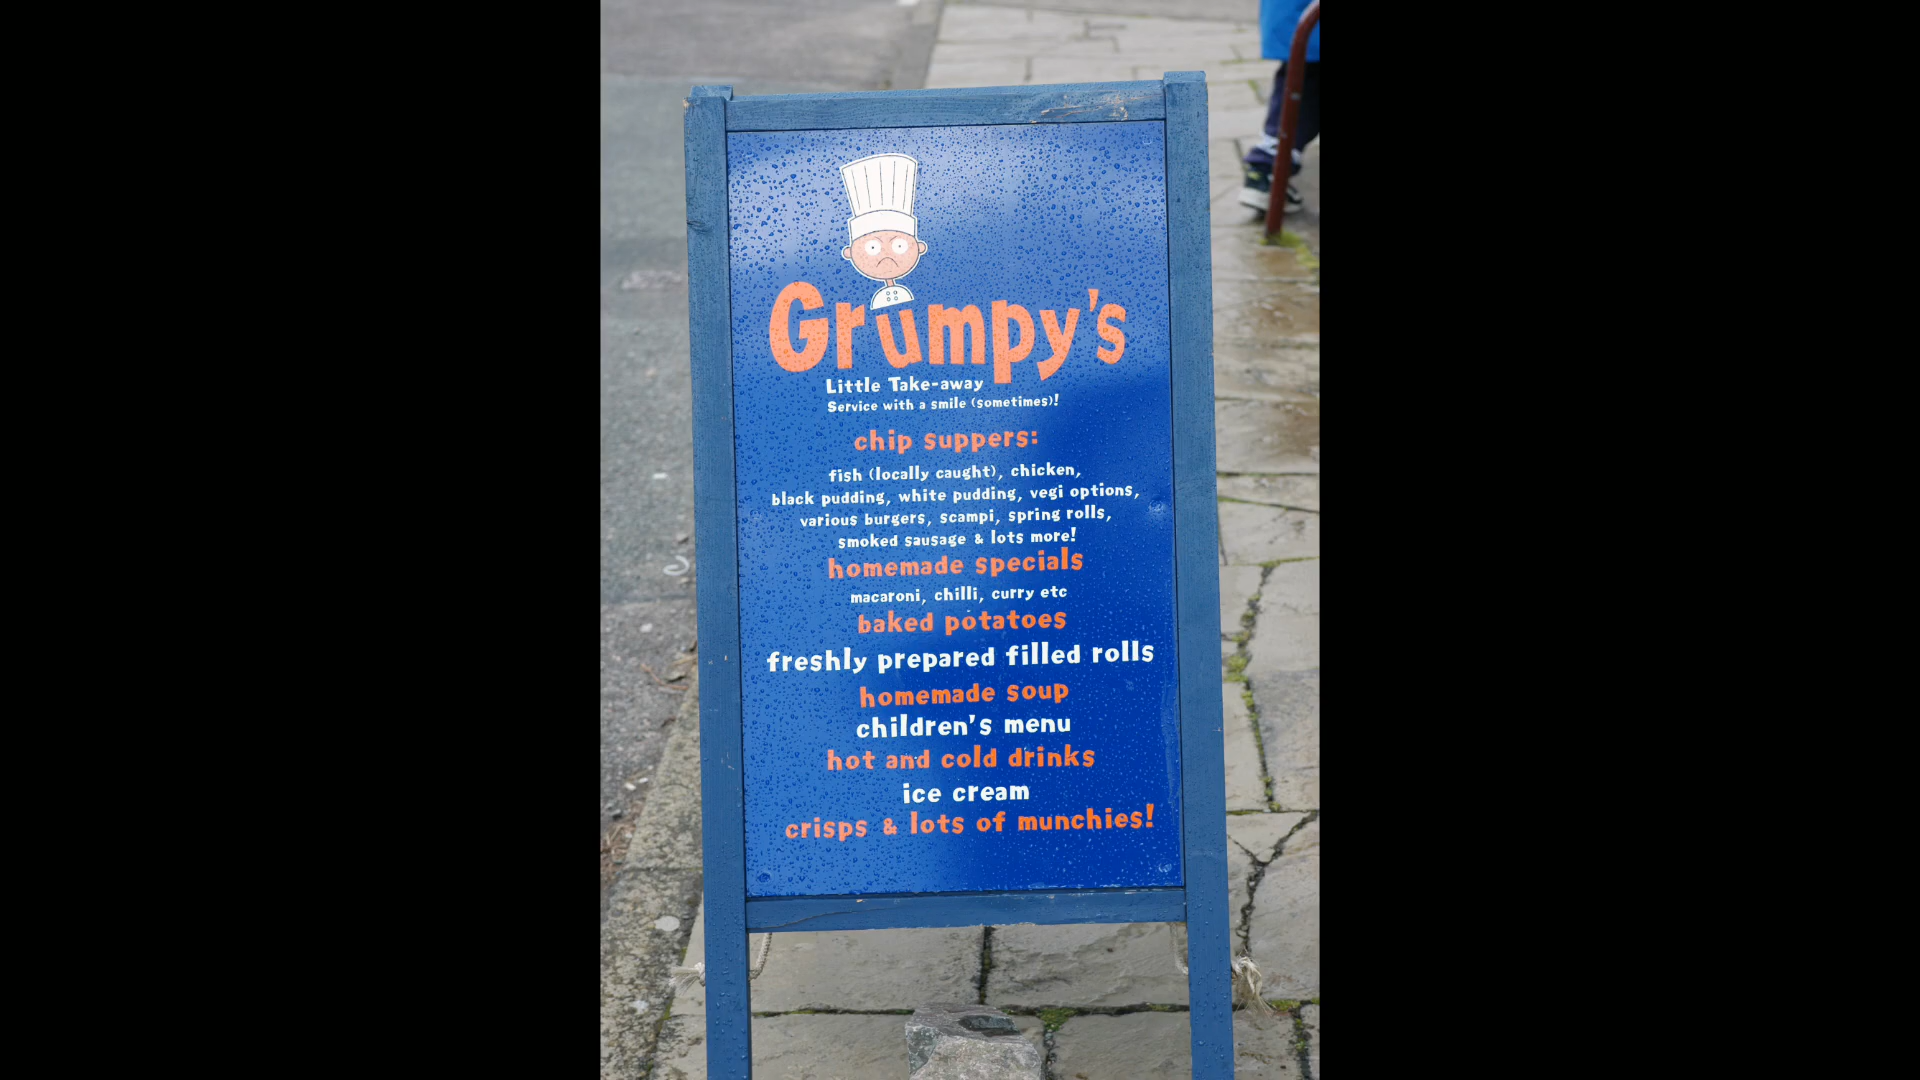 Grumpy's
Little Take-away
Service with a smile (sometimes)!
chip suppers:
fish (locally caught), chicken,
black pudding, white pudding, vegi options,
various burgers, scampi, spring rolls,
smoked sausage & lots more!
homemade specials
macaroni, chilli, curry etc
baked potatoes
freshly prepared filled rolls
homemade soup
children's menu
hot and cold drinks
ice cream
crisps & lots of munchies!